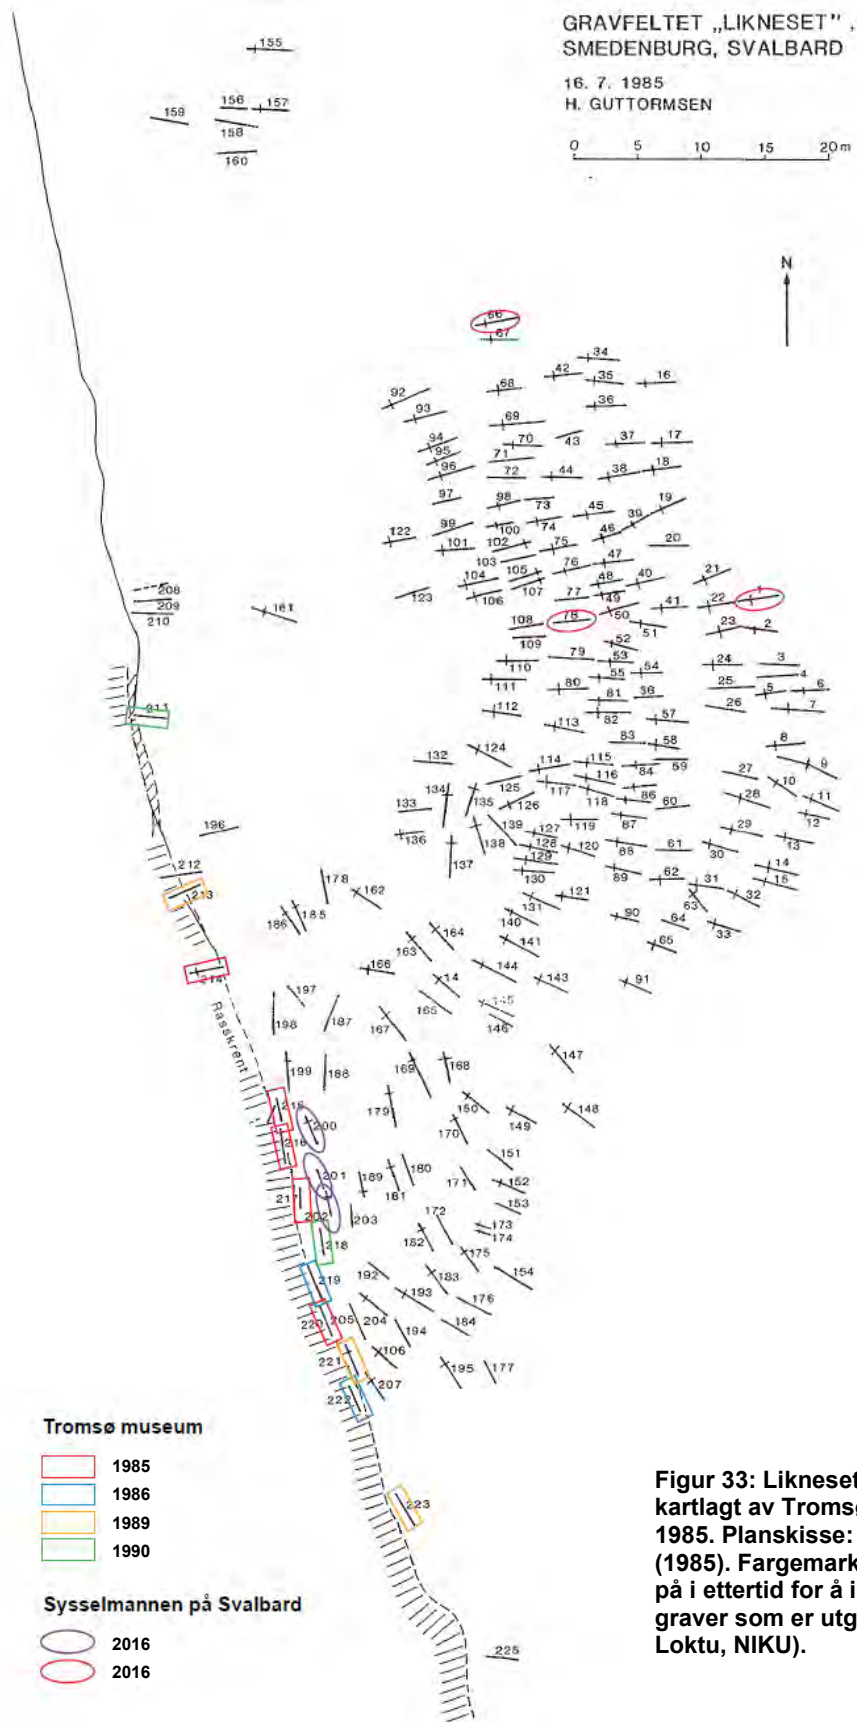 GRAVFELTET „LIKNESET” ,
SMEDENBURG, SVALBARD
16. 7. 1985
H. GUTTORMSEN
0 5 10 15 20 m
N
155
156 157
159
158
160
66
67
34
42 35 16
92 68
36
93 69
94 70 43 37 17
95 71
96 72 44 38 18
97 98 73 45 19
99 100 74 39
122 46 20
101 102 75
103 47
104 105 76 48 40 21
123 106 107 77 149 22 1
208
209
210
161
108 78 50 41
109 51 23 2
52
110 79 53 24 3
111 80 55 54 4
25 5 6
81 56
112 82 26 7
211
113 57
83 58 8
124
132 114 115 59 9
134 125 116 84 27 10
135 117 118 86 28 11
133 126 60
196 139 119 87 12
136 138 127 29
128 120 88 61 30 13
137 129
212 130 89 62 31 14
178 162 15
213 131 121 63 32
186 185 140 90 64 33
163 164 141 65
214 166 144 143 91
14
197 165 145
198 187 167 146
Rasskrent
199 188 169 168 147
215 179 150 148
200 149
216 170
151
201 189 180 171 152
217 181
202 203 172 153
218 182 173
174
175
192 183 154
219 193 176
220 205 204 194 184
221 106
195 177
222 207
223
225
Tromsø museum
1985
1986
1989
1990
Sysselmannen på Svalbard
2016
2016
Figur 33: Likneset
kartlagt av Tromsø
1985. Planskisse:
(1985). Fargemark
på i ettertid for å i
graver som er utg
Loktu, NIKU).